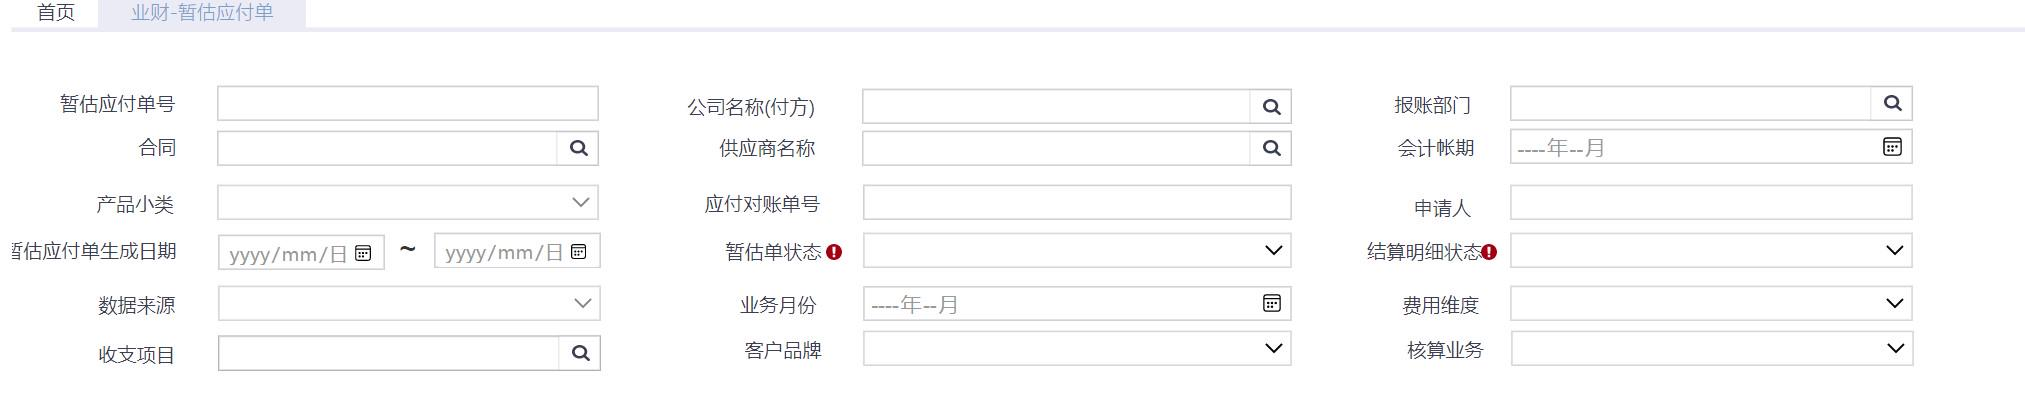 首页 业财-暂估应付单
暂估应付单号 公司名称(付方) 报账部门
合同 供应商名称 会计帐期 ----年--月
产品小类 应付对账单号 申请人
暂估应付单生成日期 yyyy/mm/日 ~ yyyy/mm/日 暂估单状态 结算明细状态
数据来源 业务月份 ----年--月 费用维度
收支项目 客户品牌 核算业务